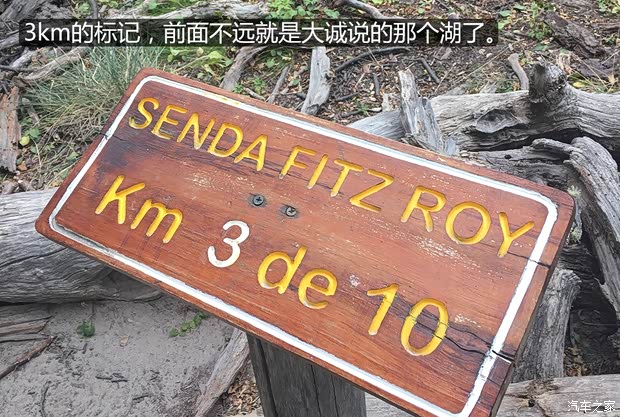 3km的标记，前面不远就是大诚说的那个湖了。
SENDA FITZ ROY
Km 3 de 10
汽车之家